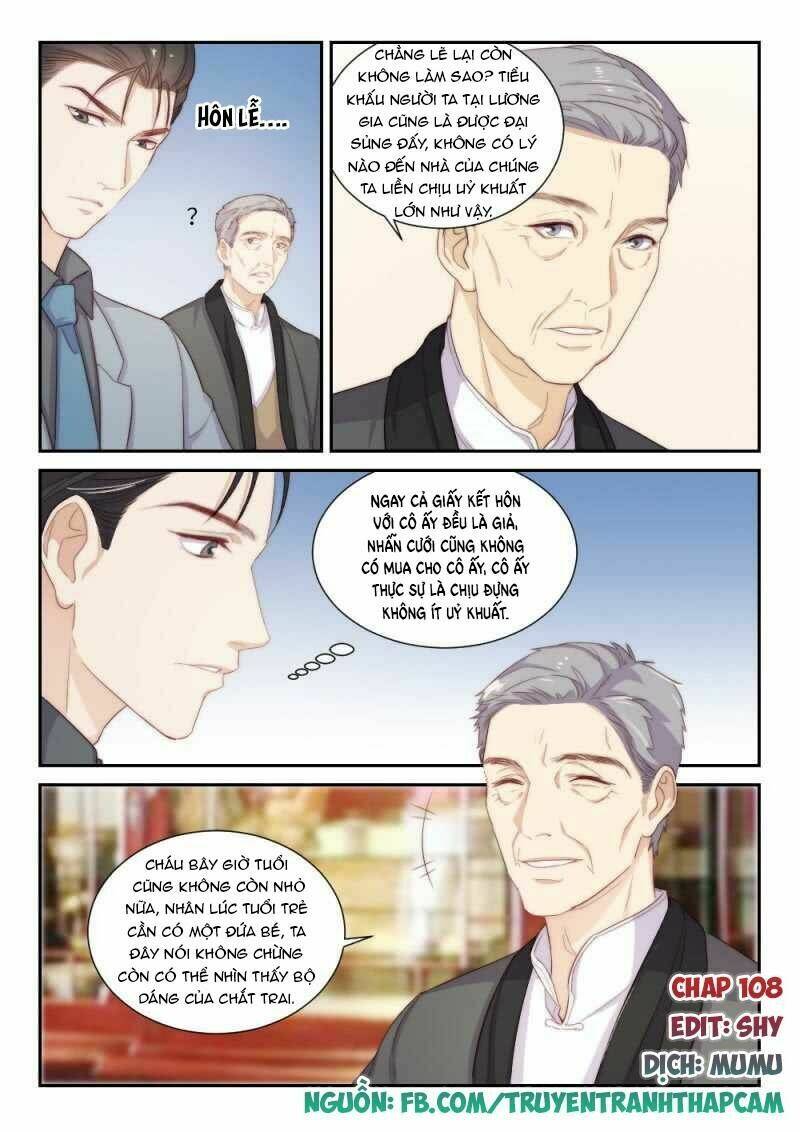 HÔN LỄ....
?
CHẲNG LẼ LẠI CÒN
KHÔNG LÀM SAO? TIỂU
KHẤU NGƯỜI TA TẠI LƯƠNG
GIA CŨNG LÀ ĐƯỢC ĐẠI
SỦNG ĐẤY, KHÔNG CÓ LÝ
NÀO ĐẾN NHÀ CỦA CHÚNG
TA LIỀN CHỊU UỶ KHUẤT
LỚN NHƯ VẬY.
NGAY CẢ GIẤY KẾT HÔN
VỚI CÔ ẤY ĐỀU LÀ GIẢ,
NHẪN CƯỚI CŨNG KHÔNG
CÓ MUA CHO CÔ ẤY, CÔ ẤY
THỰC SỰ LÀ CHỊU ĐỰNG
KHÔNG ÍT UỶ KHUẤT.
CHÁU BÂY GIỜ TUỔI
CŨNG KHÔNG CÒN NHỎ
NỮA, NHÂN LÚC TUỔI TRẺ
CẦN CÓ MỘT ĐỨA BÉ, TA
ĐÂY NÓI KHÔNG CHỪNG
CÒN CÓ THỂ NHÌN THẤY BỘ
DÁNG CỦA CHẮT TRAI.
CHAP 108
EDIT: SHY
DỊCH: MUMU
NGUỒN: FB.COM/TRUYENTRANHTHAPCAM